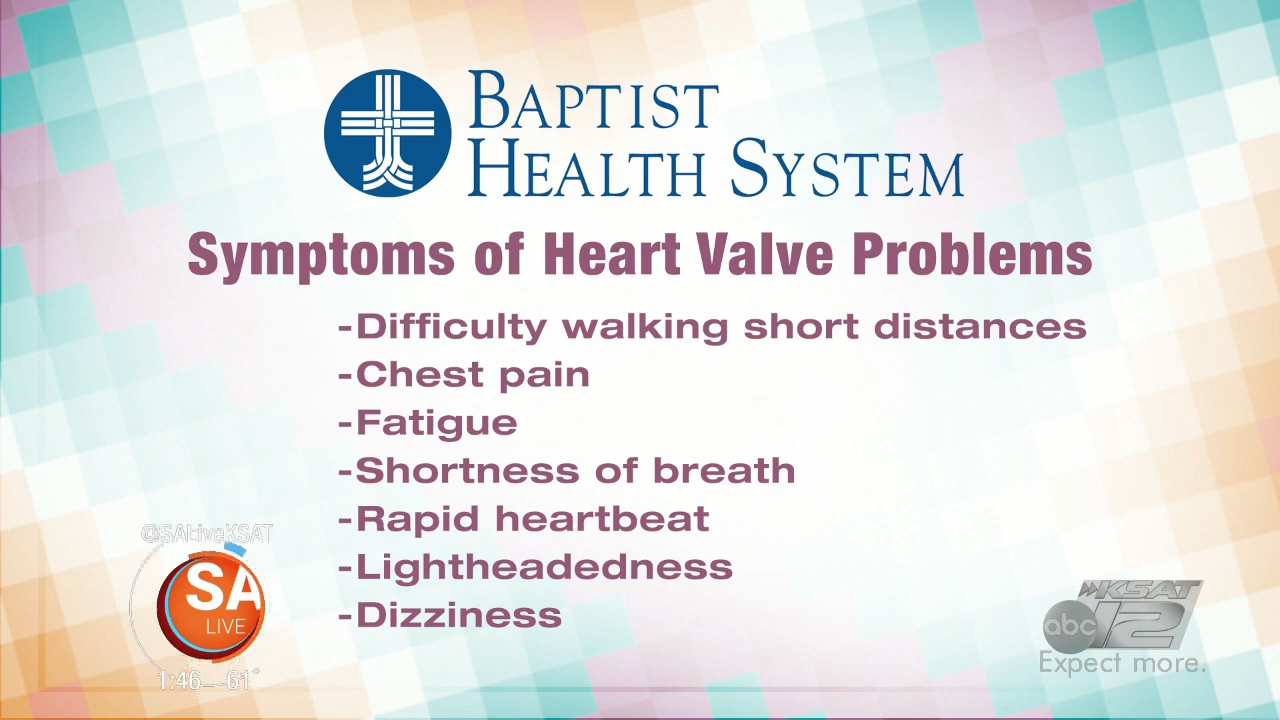 BAPTIST
HEALTH SYSTEM
Symptoms of Heart Valve Problems
-Difficulty walking short distances
-Chest pain
-Fatigue
-Shortness of breath
-Rapid heartbeat
-Lightheadedness
-Dizziness
@SALiveKSAT
SA
LIVE
1:46 61°
KSAT
abc 12
Expect more.